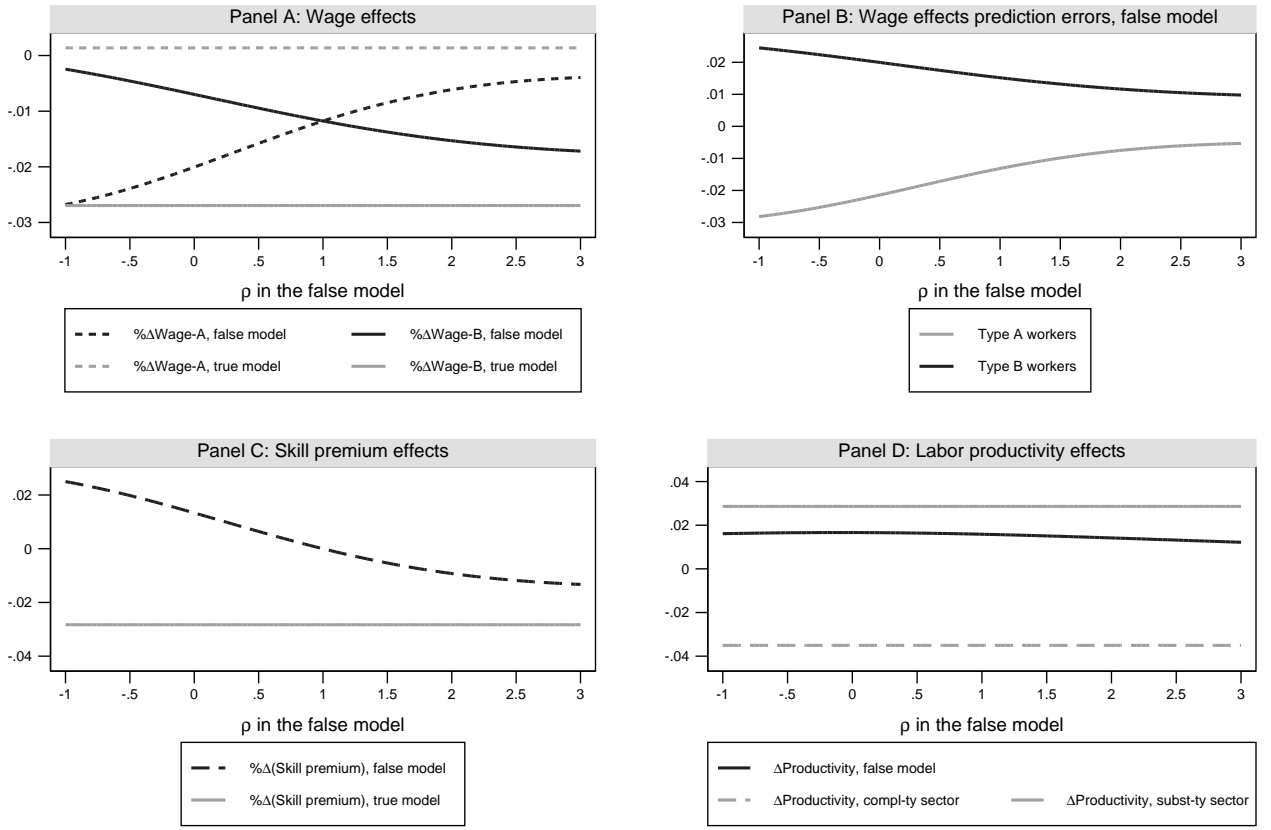 Panel A: Wage effects
0
-.01
-.02
-.03
-1 -.5 0 .5 1 1.5 2 2.5 3
ρ in the false model
%ΔWage-A, false model %ΔWage-B, false model
%ΔWage-A, true model %ΔWage-B, true model
Panel B: Wage effects prediction errors, false model
.02
.01
0
-.01
-.02
-.03
-1 -.5 0 .5 1 1.5 2 2.5 3
ρ in the false model
Type A workers
Type B workers
Panel C: Skill premium effects
.02
0
-.02
-.04
-1 -.5 0 .5 1 1.5 2 2.5 3
ρ in the false model
%Δ(Skill premium), false model
%Δ(Skill premium), true model
Panel D: Labor productivity effects
.04
.02
0
-.02
-.04
-1 -.5 0 .5 1 1.5 2 2.5 3
ρ in the false model
ΔProductivity, false model
ΔProductivity, compl-ty sector ΔProductivity, subst-ty sector